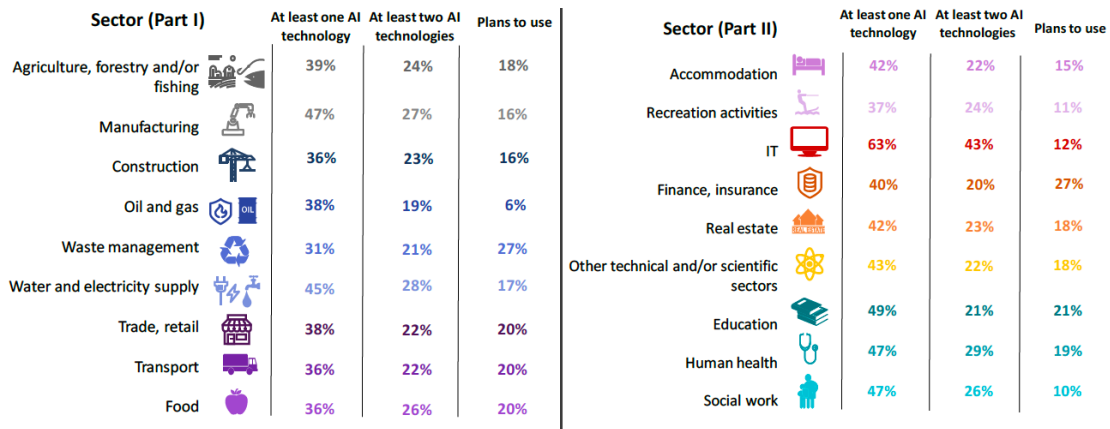 Sector (Part I) At least one AI technology At least two AI technologies Plans to use
Agriculture, forestry and/or fishing 39% 24% 18%
Manufacturing 47% 27% 16%
Construction 36% 23% 16%
Oil and gas OIL 38% 19% 6%
Waste management 31% 21% 27%
Water and electricity supply 45% 28% 17%
Trade, retail 38% 22% 20%
Transport 36% 22% 20%
Food 36% 26% 20%
Sector (Part II) At least one AI technology At least two AI technologies Plans to use
Accommodation 42% 22% 15%
Recreation activities 37% 24% 11%
IT 63% 43% 12%
Finance, insurance 40% 20% 27%
Real estate REAL ESTATE 42% 23% 18%
Other technical and/or scientific sectors 43% 22% 18%
Education 49% 21% 21%
Human health 47% 29% 19%
Social work 47% 26% 10%